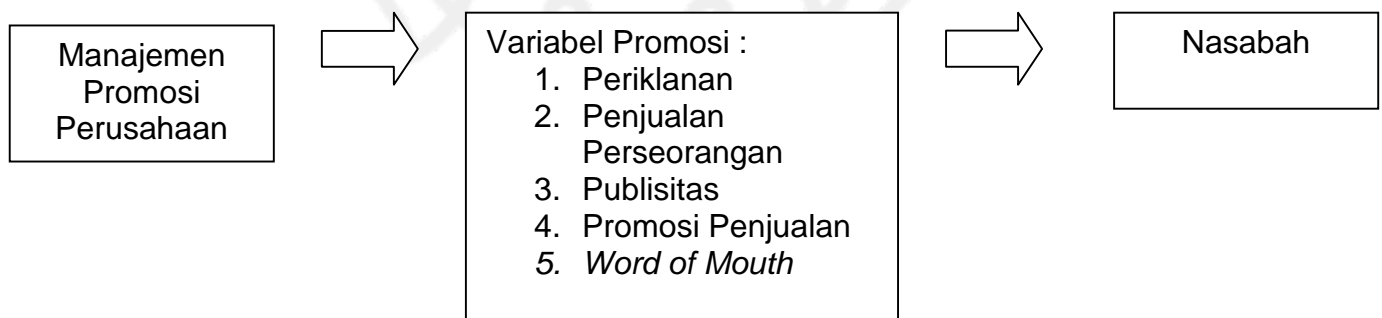 Manajemen
Promosi
Perusahaan
Variabel Promosi :
1. Periklanan
2. Penjualan
Perseorangan
3. Publisitas
4. Promosi Penjualan
5. Word of Mouth
Nasabah